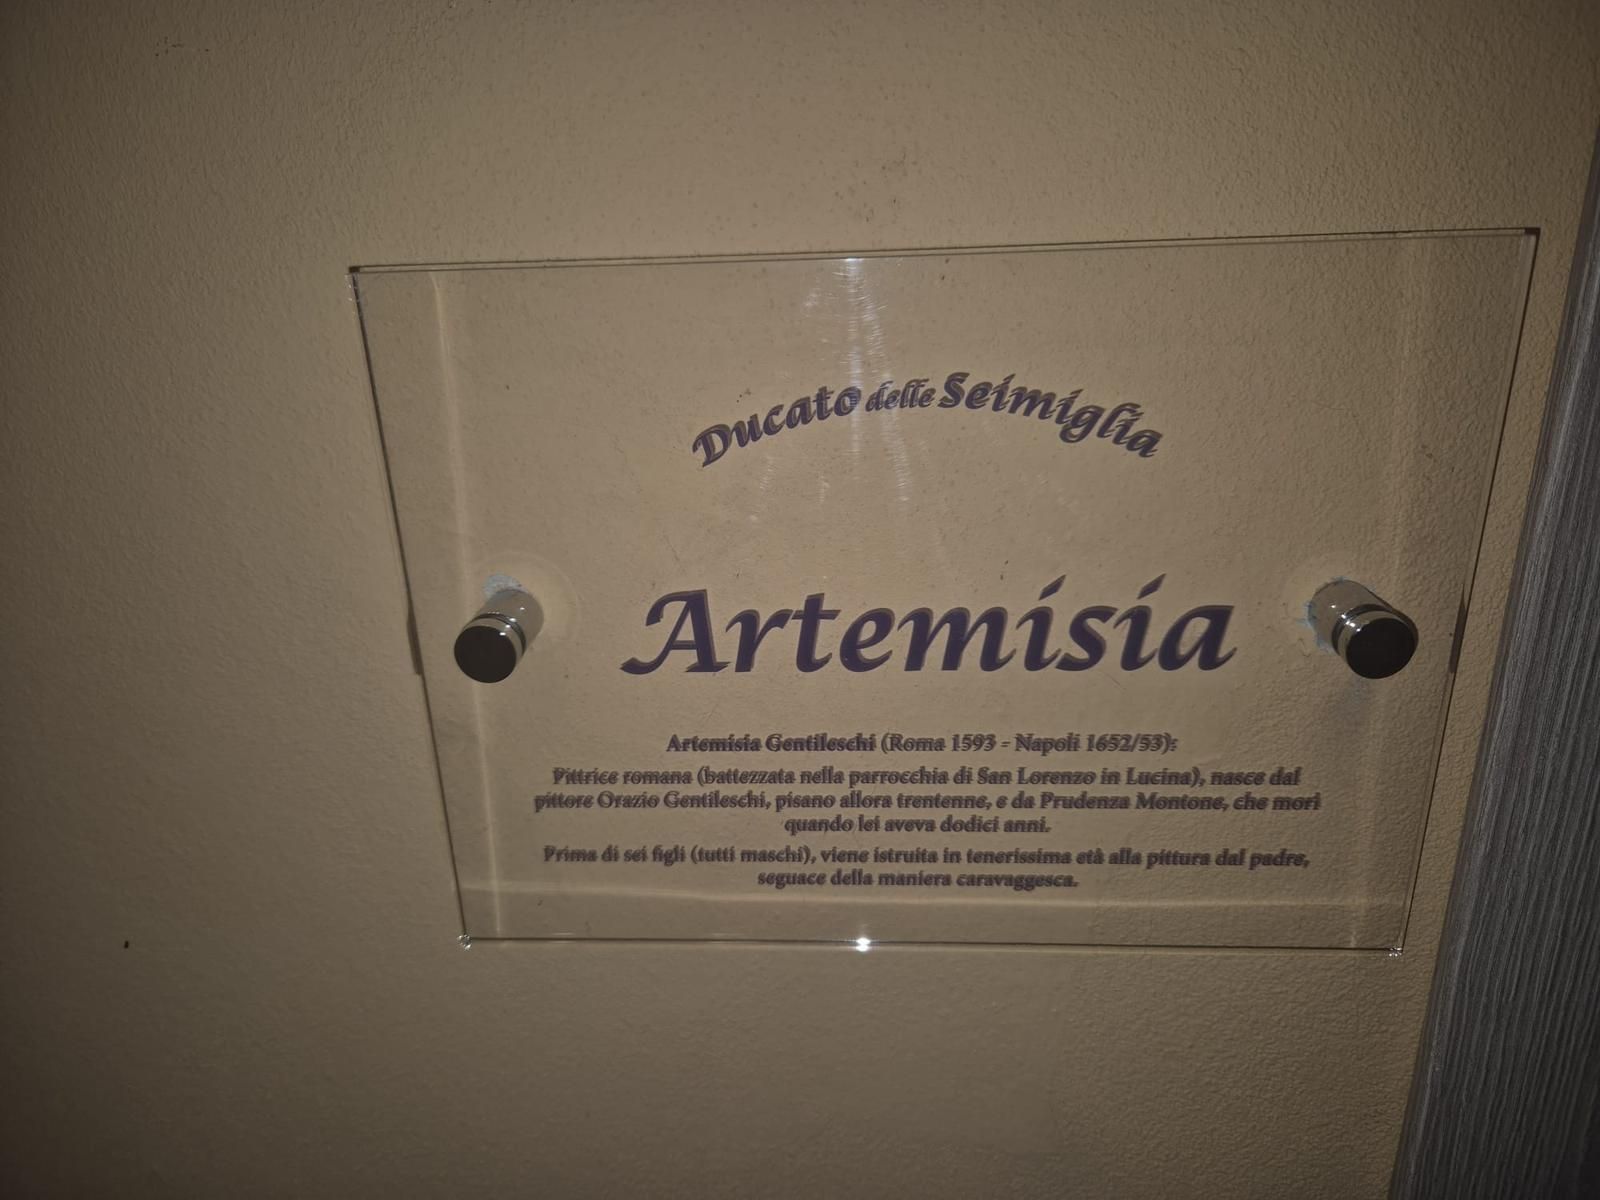 Ducato delle Seimiglia
Artemisia
Artemisia Gentileschi (Roma 1593 - Napoli 1652/53):
Pittrice romana (battezzata nella parrocchia di San Lorenzo in Lucina), nasce dal
pittore Orazio Gentileschi, pisano allora trentenne, e da Prudenza Montone, che morì
quando lei aveva dodici anni.
Prima di sei figli (tutti maschi), viene istruita in tenerissima età alla pittura dal padre,
seguace della maniera caravaggesca.